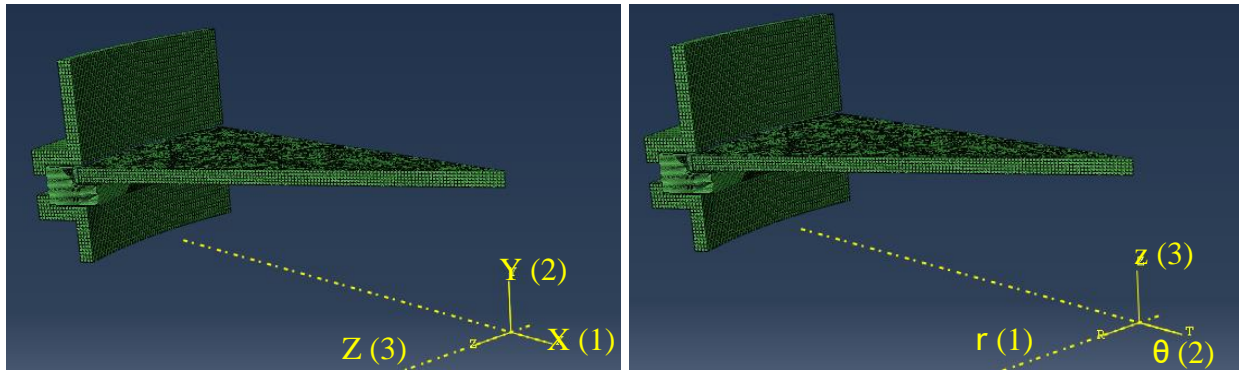 Y (2)
X (1)
Z (3)
z
z (3)
R
T
r (1)
θ (2)